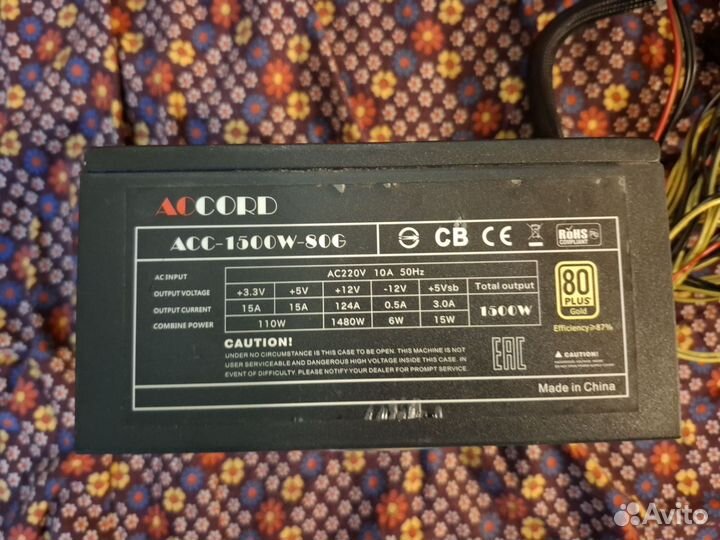 ACCORD
ACC-1500W-80G
CB CE RoHS
COMPLIANT
AC INPUT AC220V 10A 50Hz
OUTPUT VOLTAGE +3.3V +5V +12V -12V +5Vsb Total output
OUTPUT CURRENT 15A 15A 124A 0.5A 3.0A 1500W
COMBINE POWER 110W 1480W 6W 15W
80
PLUS
Gold
Efficiency≥87%
CAUTION!
UNDER NO CIRCUMSTANCE IS THIS CASE TO BE OPEN. THIS MACHINE IS NOT
USER SERVICEABLE AND DANGEROUS HIGH VOLTAGE INSIDE THIS CASE. IN
EVENT OF DIFFICULTY. PLEASE NOTIFY YOUR DEALER FOR PROMPT SERVICE.
EAC
CAUTION!
Made in China
Avito